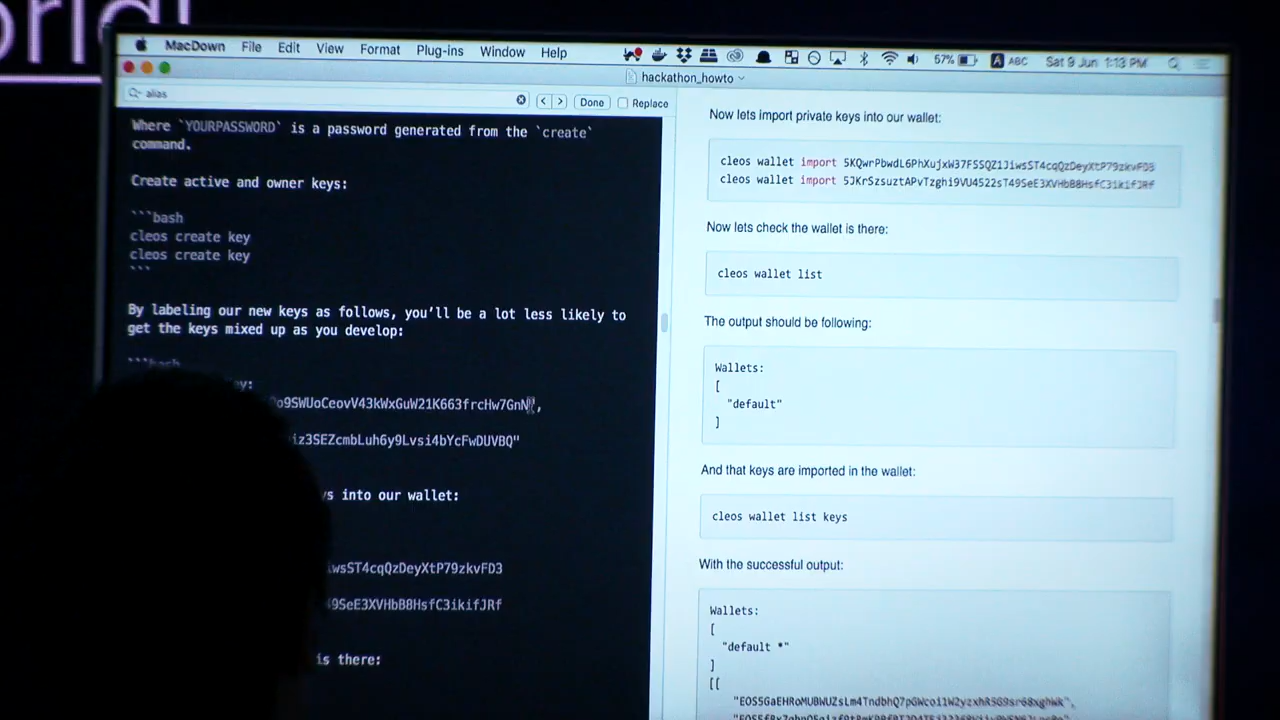 MacDown File Edit View Format Plug-ins Window Help 57% ABC Sat 9 Jun 1:13 PM
hackathon_howto
alias Done Replace
Where `YOURPASSWORD` is a password generated from the `create`
command.
Create active and owner keys:
```bash
cleos create key
cleos create key
```
By labeling our new keys as follows, you'll be a lot less likely to
get the keys mixed up as you develop:
```bash
ey:
o9SWUoCeovV43kWxGuW21K663frcHw7GnN
iz3SEZcmbLuh6y9Lvsi4bYcFwDUVBQ"
s into our wallet:
wsST4cqQzDeyXtP79zkvFD3
9SeE3XVHbB8HsfC3ikifJRf
is there:
Now lets import private keys into our wallet:
cleos wallet import
cleos wallet import
Now lets check the wallet is there:
cleos wallet list
The output should be following:
Wallets:
[
"default"
]
And that keys are imported in the wallet:
cleos wallet list keys
With the successful output:
Wallets:
[
"default *"
]
[[